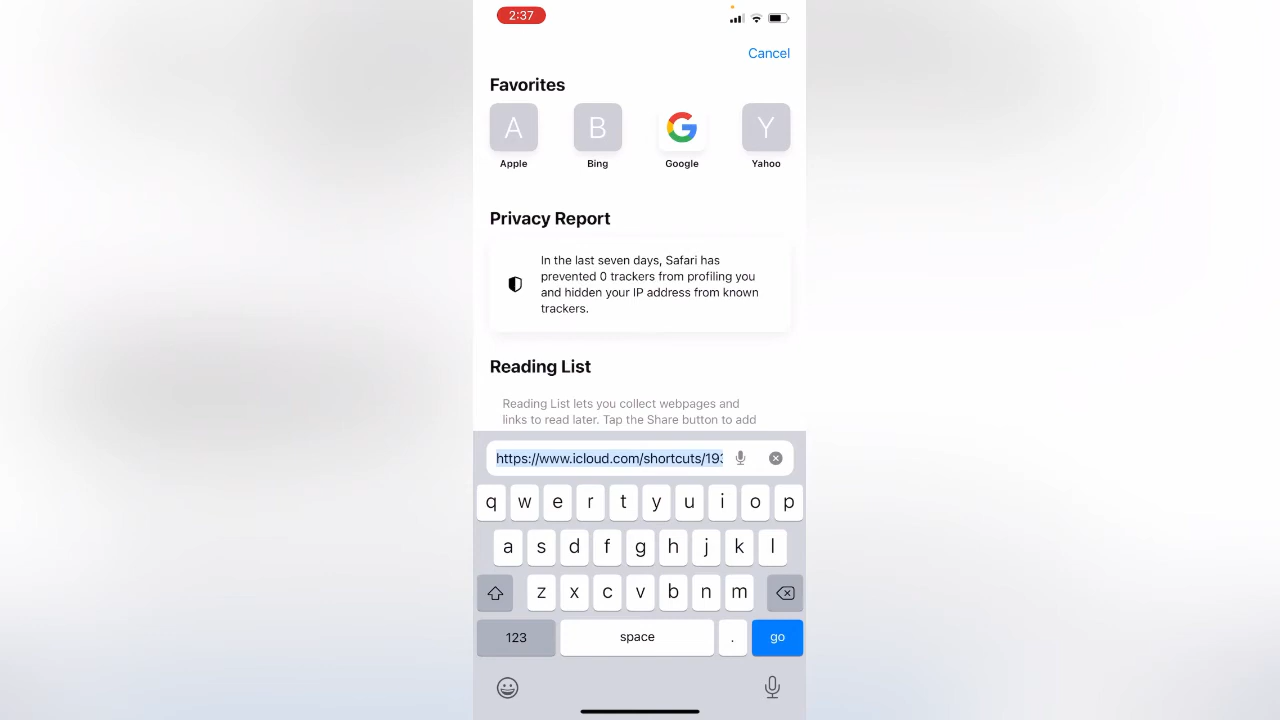 2:37
Cancel
Favorites
A
B
G
Y
Apple
Bing
Google
Yahoo
Privacy Report
In the last seven days, Safari has
prevented 0 trackers from profiling you
and hidden your IP address from known
trackers.
Reading List
Reading List lets you collect webpages and
links to read later. Tap the Share button to add
https://www.icloud.com/shortcuts/193
q w e r t y u i o p
a s d f g h j k l
z x c v b n m
123 space . go